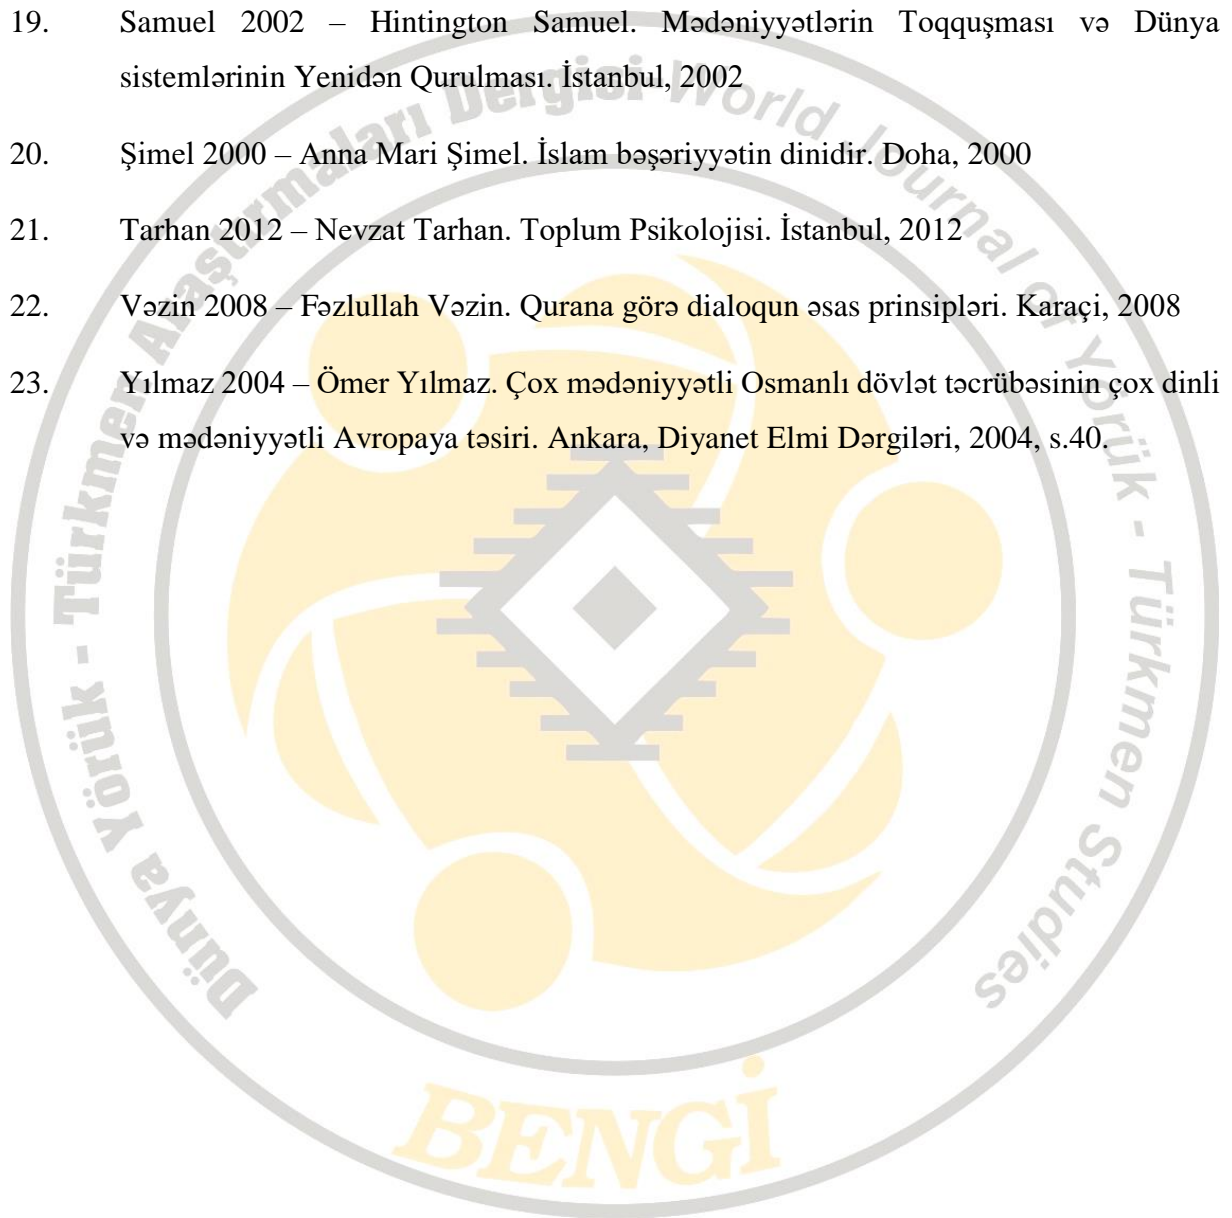 19. Samuel 2002 – Hintington Samuel. Mədəniyyətlərin Toqquşması və Dünya
sistemlərinin Yenidən Qurulması. İstanbul, 2002
20. Şimel 2000 – Anna Mari Şimel. İslam bəşəriyyətin dinidir. Doha, 2000
21. Tarhan 2012 – Nevzat Tarhan. Toplum Psikolojisi. İstanbul, 2012
22. Vəzin 2008 – Fəzlullah Vəzin. Qurana görə dialoqun əsas prinsipləri. Karaçi, 2008
23. Yılmaz 2004 – Ömer Yılmaz. Çox mədəniyyətli Osmanlı dövlət təcrübəsinin çox dinli
və mədəniyyətli Avropaya təsiri. Ankara, Diyanet Elmi Dərgiləri, 2004, s.40.
Dünya Yörük - Türkmen Araştırmaları Dergisi - World Journal of Yörük - Türkmen Studies
BENGİ